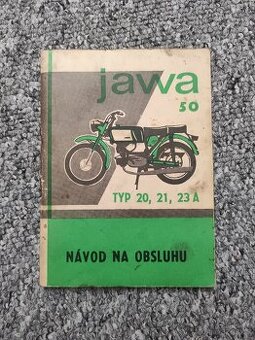 jawa
50
TYP 20, 21, 23 A
NÁVOD NA OBSLUHU